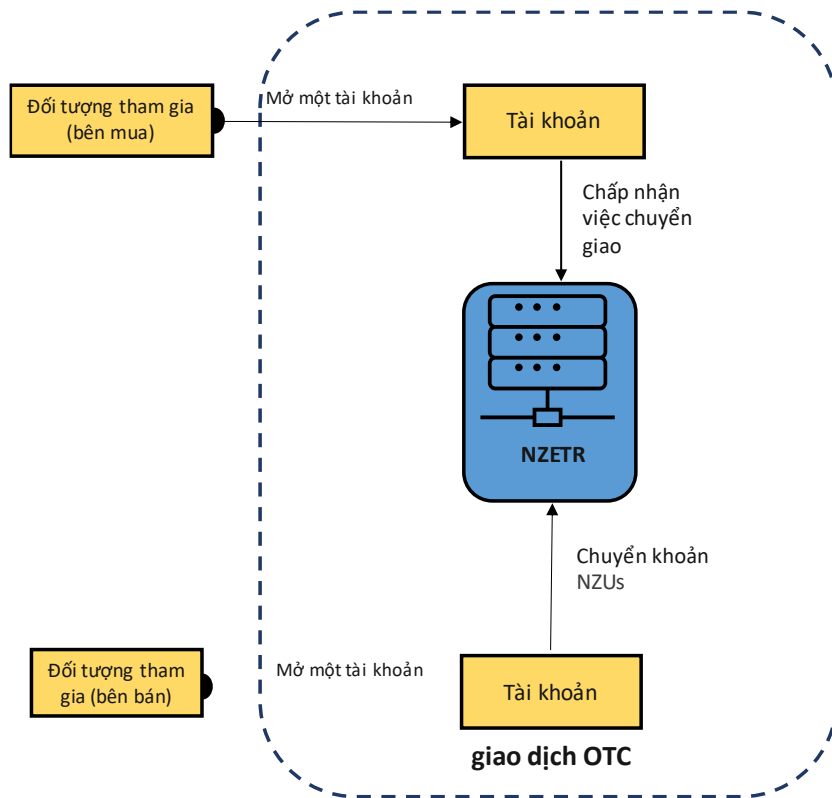 Đối tượng tham gia
(bên mua)
Mở một tài khoản
Tài khoản
Chấp nhận
việc chuyển
giao
NZETR
Chuyển khoản
NZUs
Đối tượng tham
gia (bên bán)
Mở một tài khoản
Tài khoản
giao dịch OTC